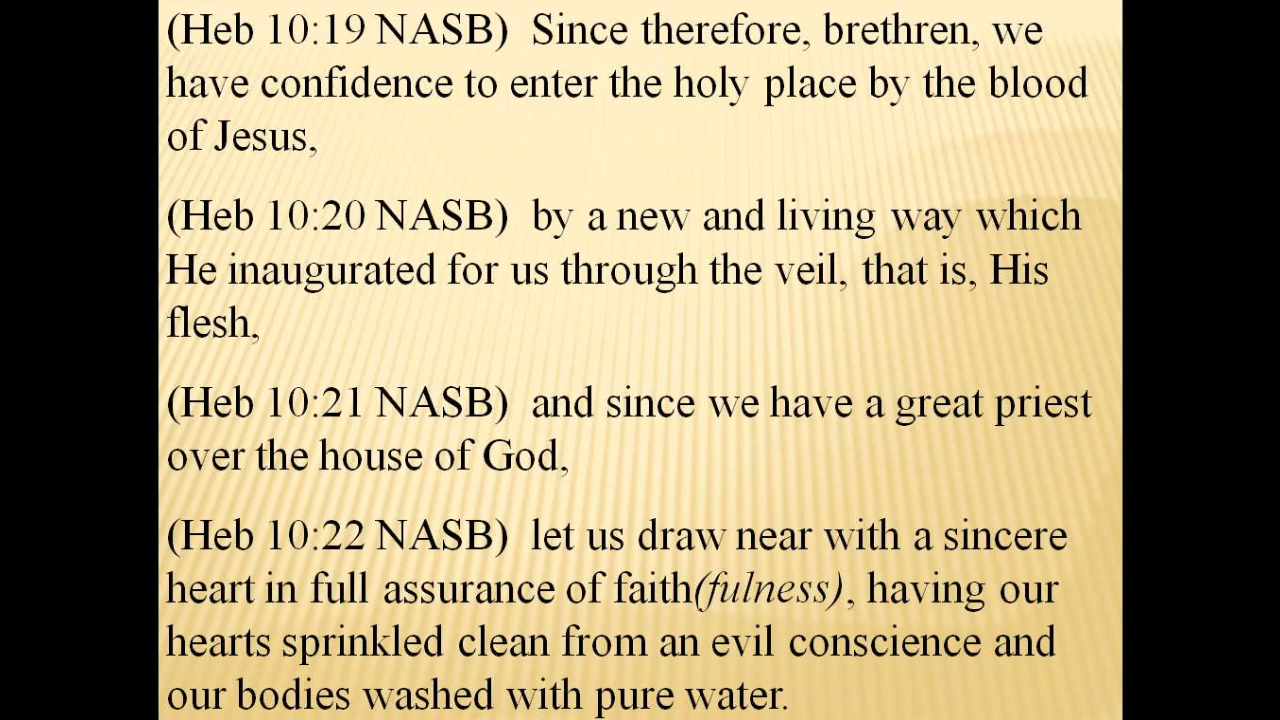 (Heb 10:19 NASB)  Since therefore, brethren, we
have confidence to enter the holy place by the blood
of Jesus,
(Heb 10:20 NASB)  by a new and living way which
He inaugurated for us through the veil, that is, His
flesh,
(Heb 10:21 NASB)  and since we have a great priest
over the house of God,
(Heb 10:22 NASB)  let us draw near with a sincere
heart in full assurance of faith(fulness), having our
hearts sprinkled clean from an evil conscience and
our bodies washed with pure water.